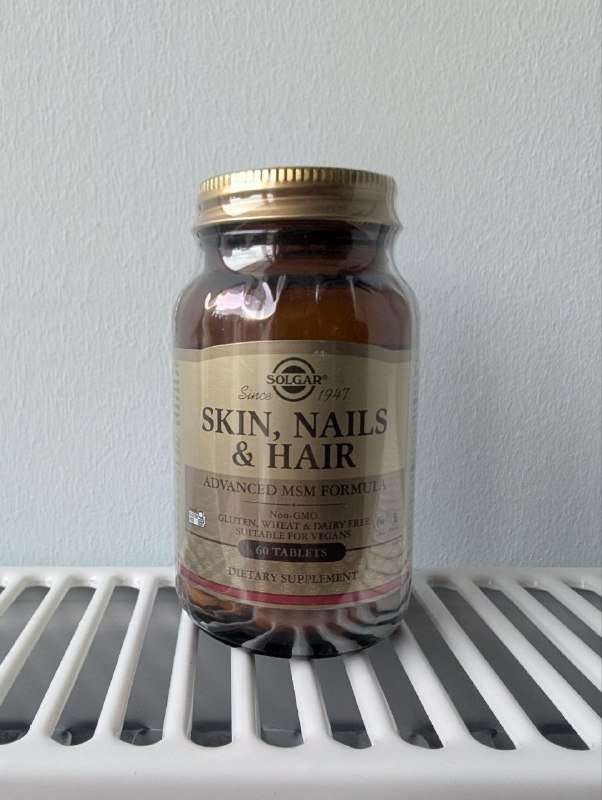 SOLGAR®
Since 1947
SKIN, NAILS
& HAIR
ADVANCED MSM FORMULA
Non-GMO
GLUTEN, WHEAT & DAIRY FREE
SUITABLE FOR VEGANS
60 TABLETS
DIETARY SUPPLEMENT